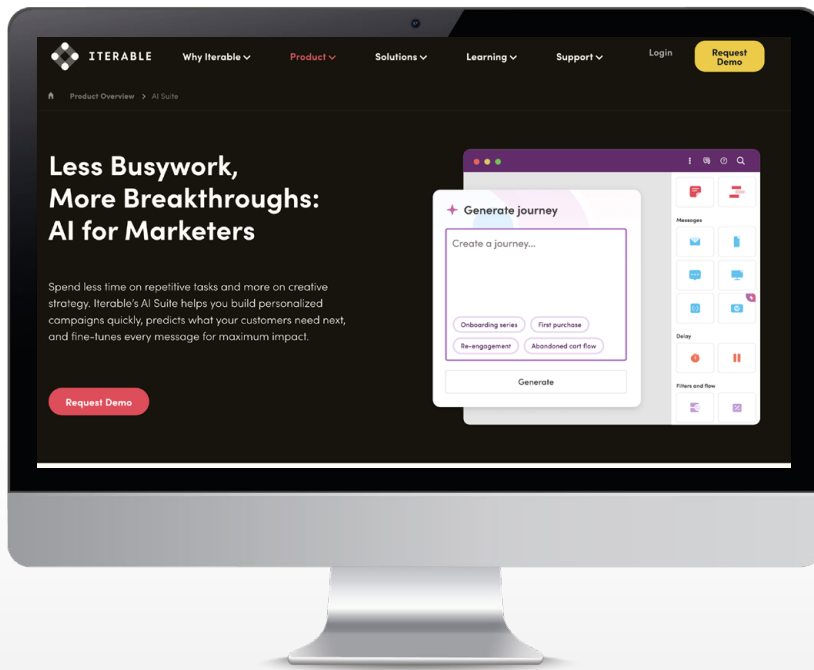 ITERABLE
Why Iterable
Product
Solutions
Learning
Support
Login
Request
Demo
Product Overview > AI Suite
Less Busywork,
More Breakthroughs:
AI for Marketers
Spend less time on repetitive tasks and more on creative
strategy. Iterable's AI Suite helps you build personalized
campaigns quickly, predicts what your customers need next,
and fine-tunes every message for maximum impact.
Request Demo
Generate journey
Create a journey...
Onboarding series
First purchase
Re-engagement
Abandoned cart flow
Generate
Messages
Delay
Filters and flow